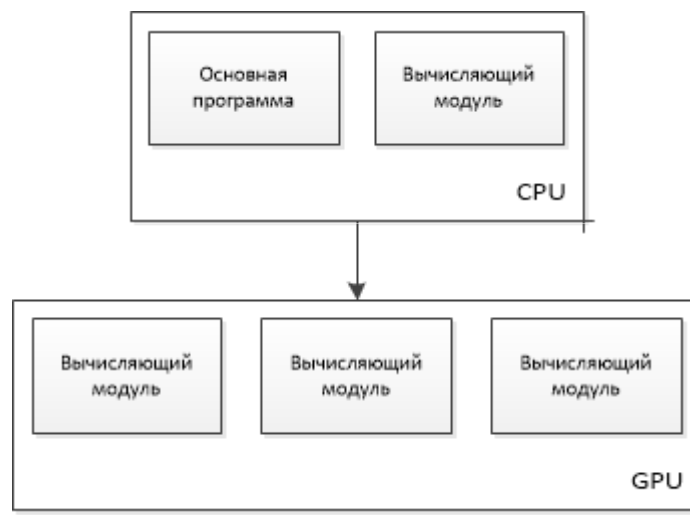 Основная
программа
Вычисляющий
модуль
CPU
Вычисляющий
модуль
Вычисляющий
модуль
Вычисляющий
модуль
GPU